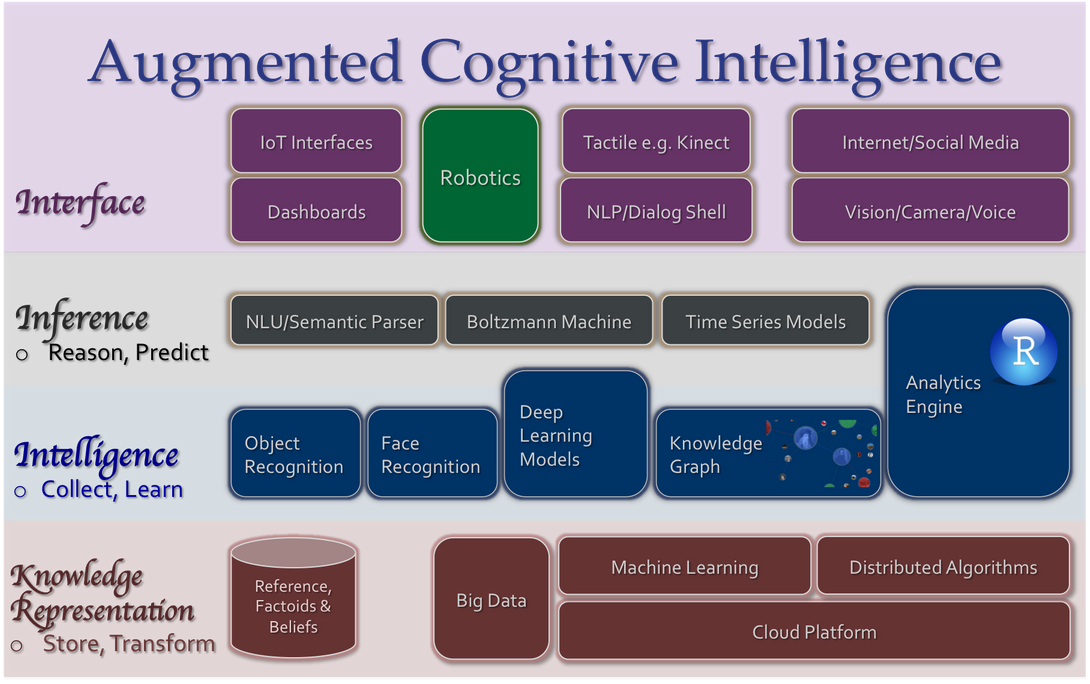 Augmented Cognitive Intelligence
Interface
IoT Interfaces
Dashboards
Robotics
Tactile e.g. Kinect
NLP/Dialog Shell
Internet/Social Media
Vision/Camera/Voice
Inference
o Reason, Predict
NLU/Semantic Parser
Boltzmann Machine
Time Series Models
Analytics
Engine
R
Intelligence
o Collect, Learn
Object
Recognition
Face
Recognition
Deep
Learning
Models
Knowledge
Graph
Knowledge
Representation
o Store, Transform
Reference,
Factoids &
Beliefs
Big Data
Machine Learning
Distributed Algorithms
Cloud Platform